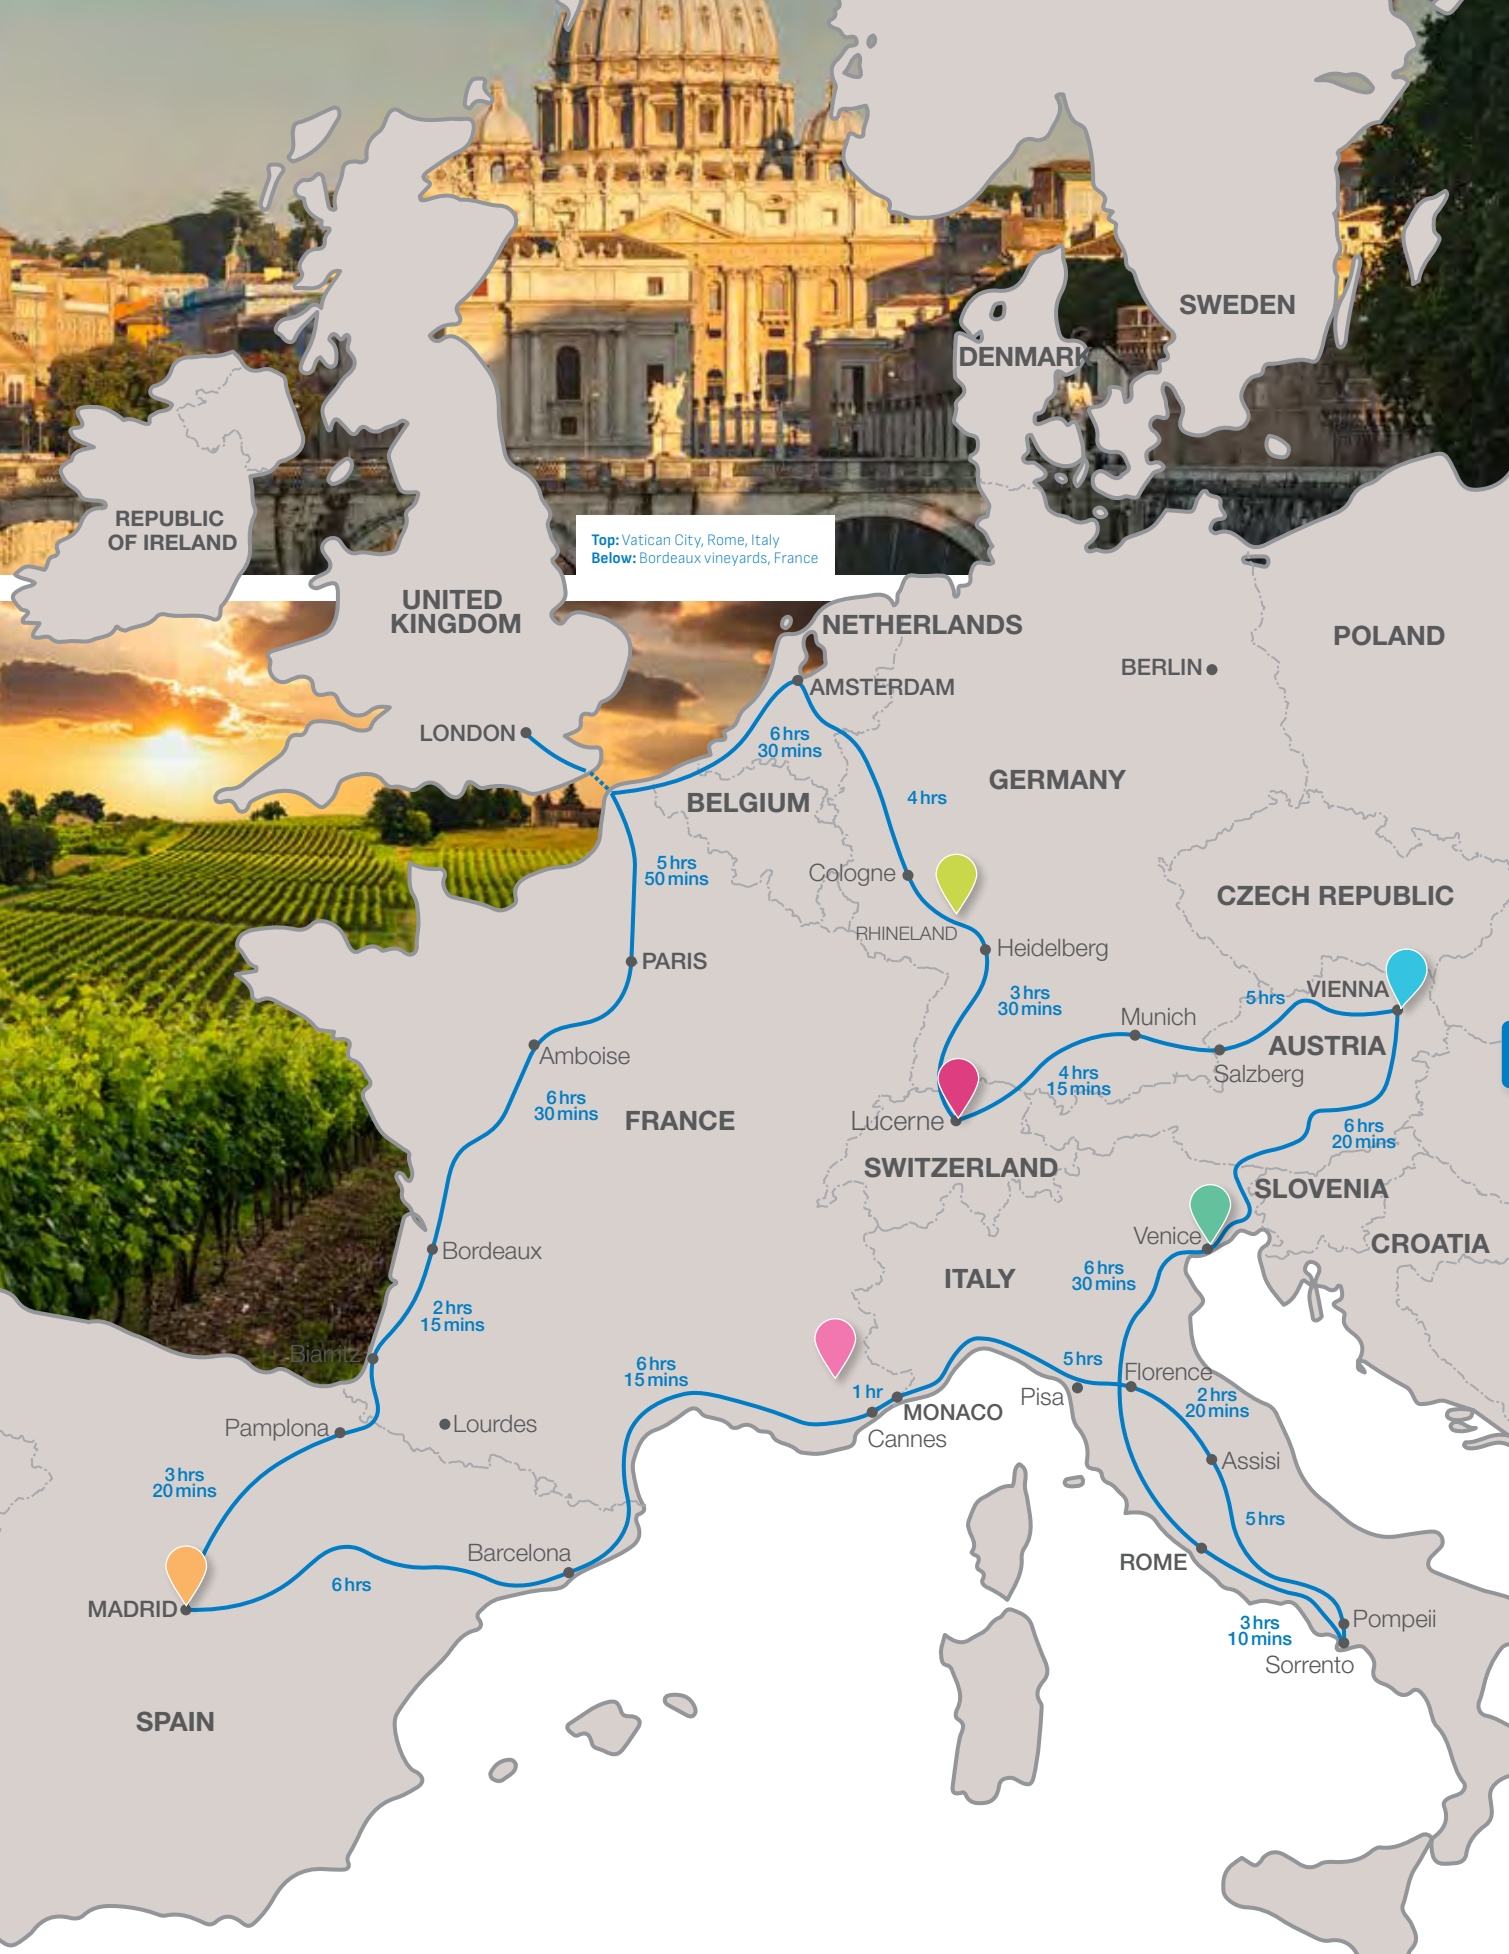 SWEDEN
DENMARK
REPUBLIC
OF IRELAND
Top: Vatican City, Rome, Italy
Below: Bordeaux vineyards, France
UNITED
KINGDOM
NETHERLANDS
POLAND
BERLIN
AMSTERDAM
LONDON
6 hrs
30 mins
GERMANY
BELGIUM
4 hrs
5 hrs
50 mins
Cologne
CZECH REPUBLIC
RHINELAND
Heidelberg
PARIS
3 hrs
30 mins
5 hrs
VIENNA
Munich
Amboise
AUSTRIA
Salzberg
4 hrs
15 mins
6 hrs
30 mins
FRANCE
Lucerne
6 hrs
20 mins
SWITZERLAND
SLOVENIA
Venice
CROATIA
Bordeaux
ITALY
6 hrs
30 mins
2 hrs
15 mins
Biarritz
6 hrs
15 mins
5 hrs
Florence
1 hr
Pisa
2 hrs
20 mins
MONACO
Cannes
Pamplona
Lourdes
Assisi
3 hrs
20 mins
5 hrs
Barcelona
ROME
6 hrs
MADRID
Pompeii
3 hrs
10 mins
Sorrento
SPAIN